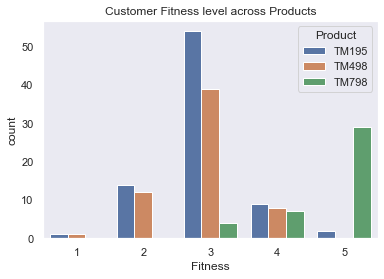 Customer Fitness level across Products
Product
TM195
TM498
TM798
count
50
40
30
20
10
0
1 2 3 4 5
Fitness